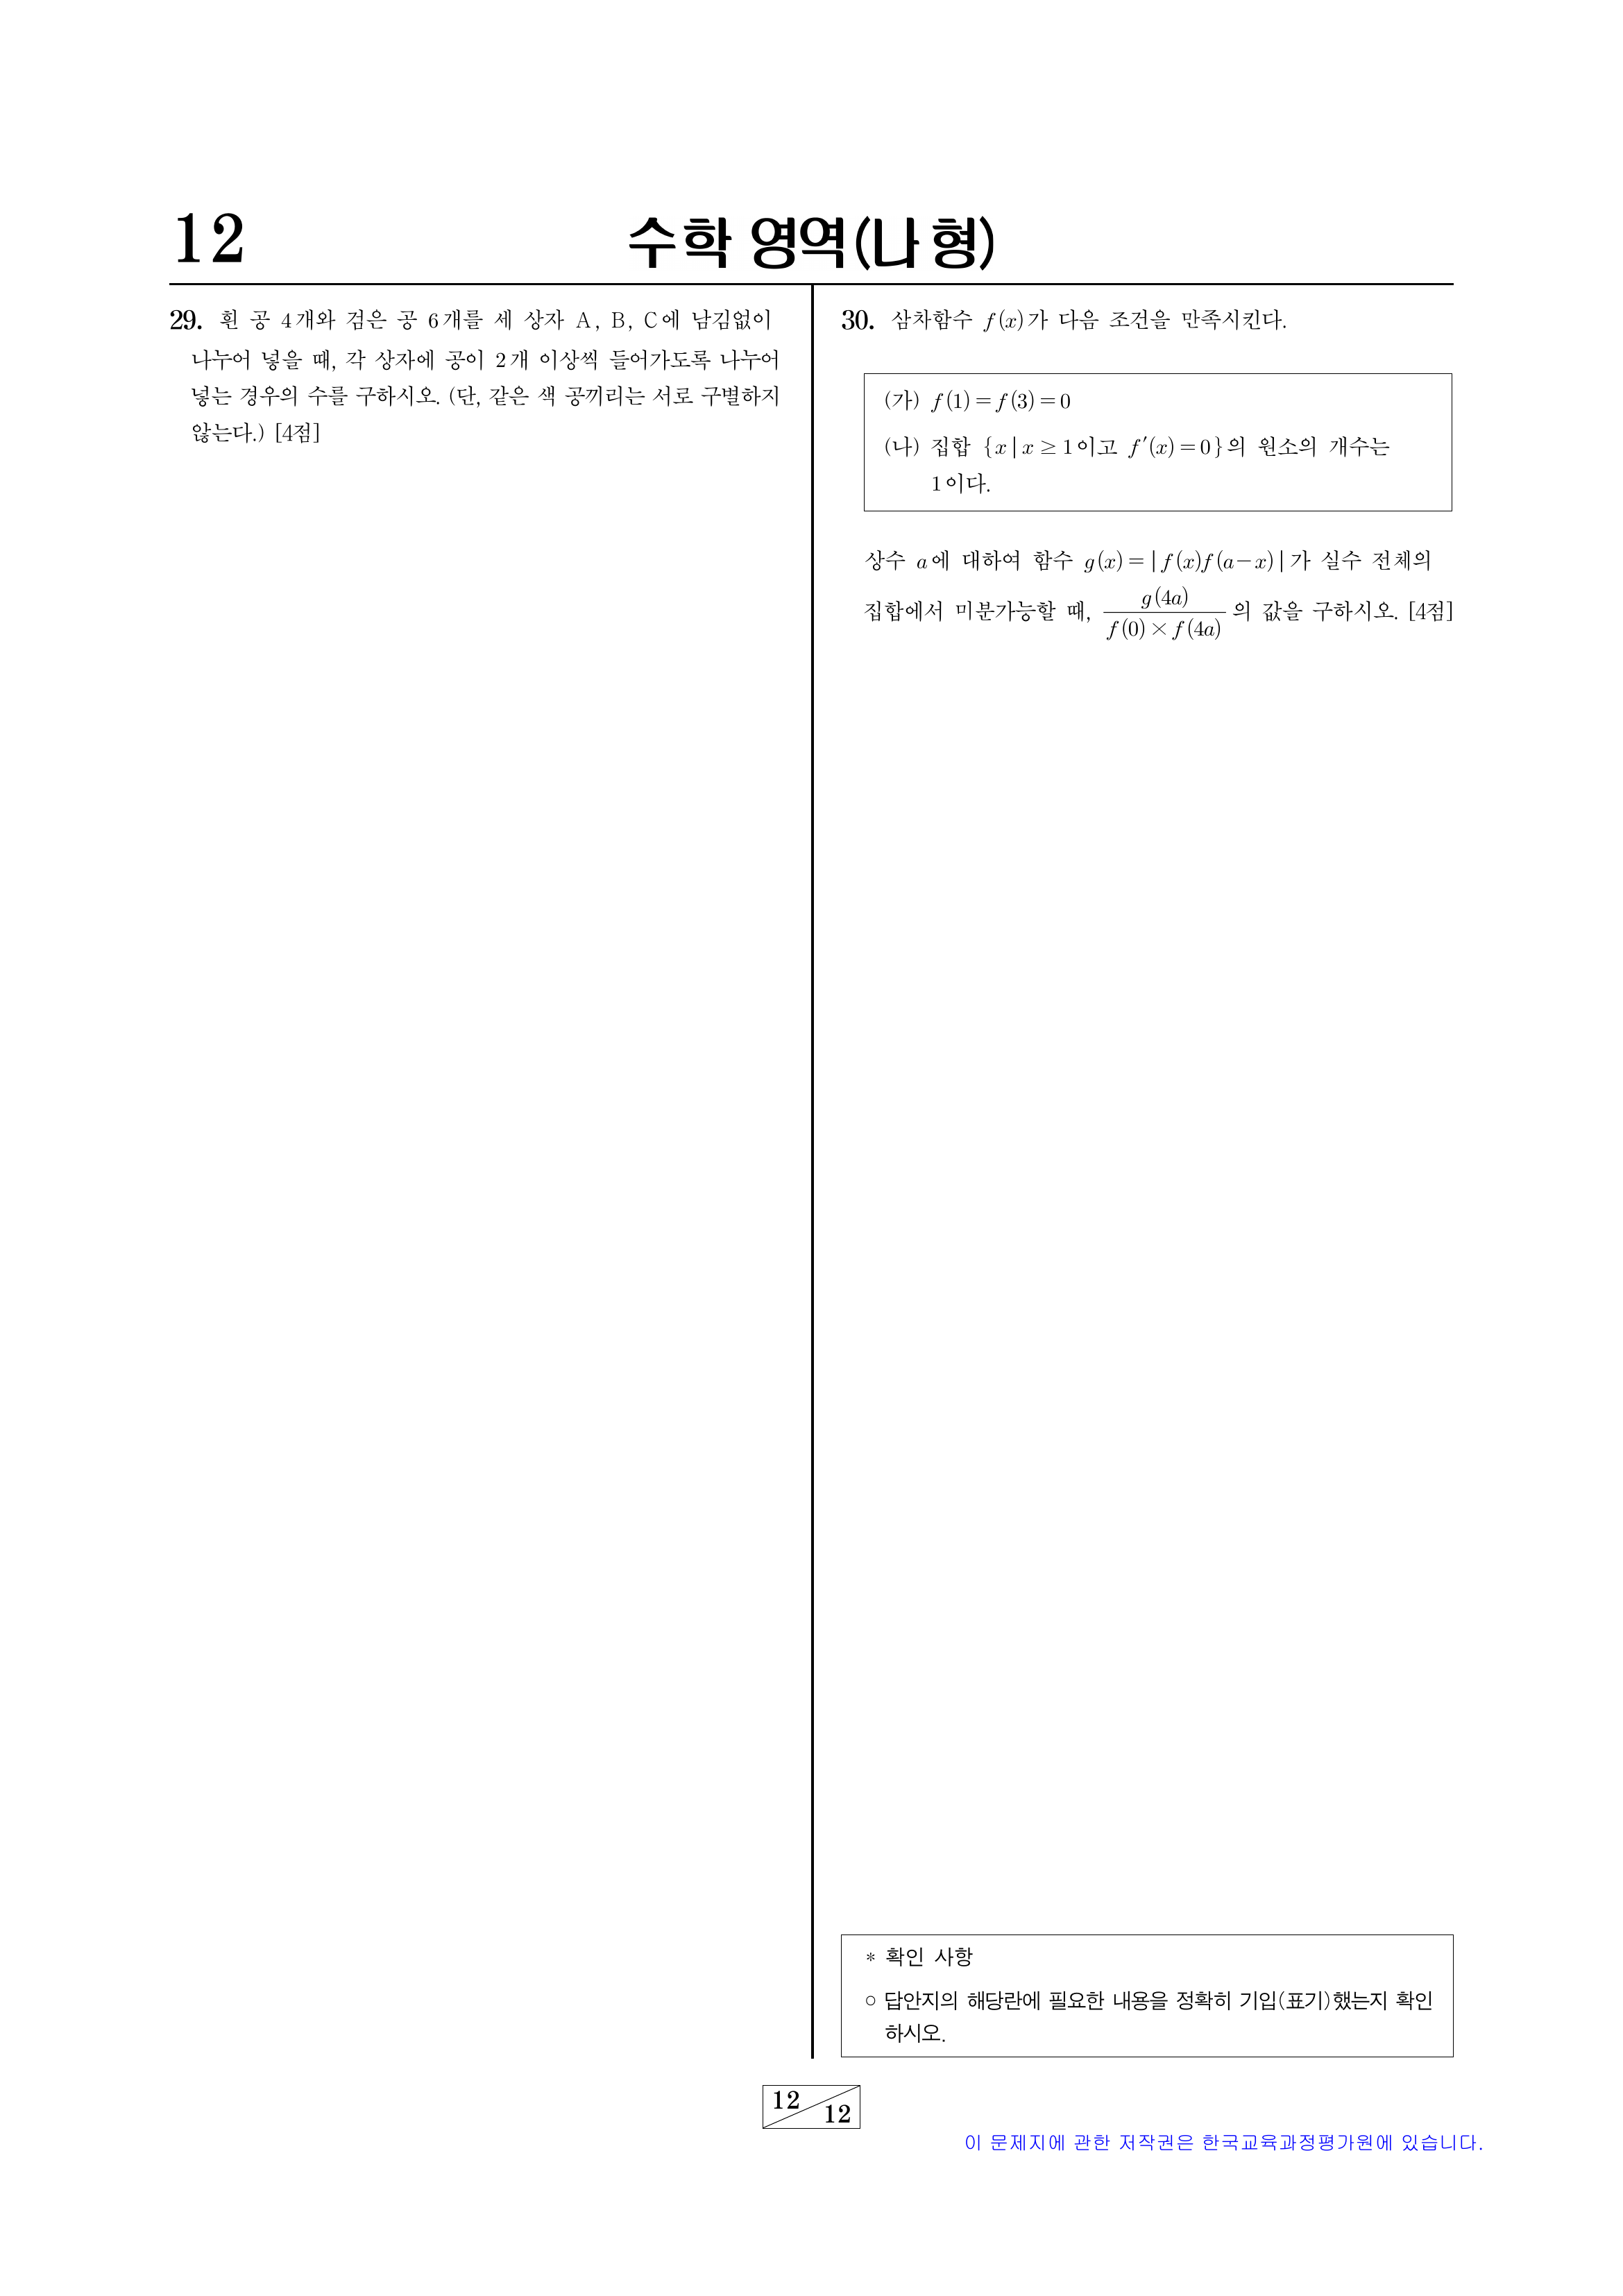 12
수학 영역(나 형)
29. 흰 공 4개와 검은 공 6개를 세 상자 A, B, C에 남김없이
나누어 넣을 때, 각 상자에 공이 2개 이상씩 들어가도록 나누어
넣는 경우의 수를 구하시오. (단, 같은 색 공끼리는 서로 구별하지
않는다.) [4점]
30. 삼차함수 f(x)가 다음 조건을 만족시킨다.
(가) f(1)=f(3)=0
(나) 집합 {x|x≥1이고 f′(x)=0}의 원소의 개수는
1이다.
상수 a에 대하여 함수 g(x)=|f(x)f(a-x)|가 실수 전체의
집합에서 미분가능할 때, g(4a)/(f(0)×f(4a))의 값을 구하시오. [4점]
* 확인 사항
○ 답안지의 해당란에 필요한 내용을 정확히 기입(표기)했는지 확인
하시오.
12
12
이 문제지에 관한 저작권은 한국교육과정평가원에 있습니다.